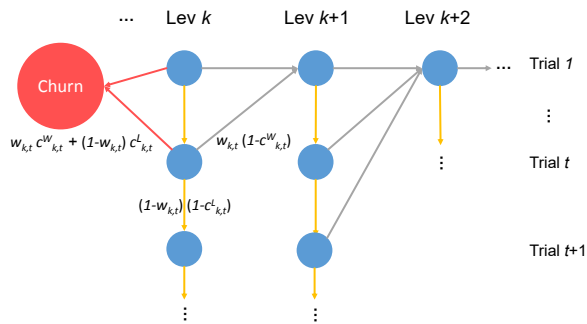 ... Lev k Lev k+1 Lev k+2
Churn
... Trial 1
⋮
w_{k,t} c^W_{k,t} + (1-w_{k,t}) c^L_{k,t}
w_{k,t} (1-c^W_{k,t})
⋮ Trial t
(1-w_{k,t}) (1-c^L_{k,t})
Trial t+1
⋮ ⋮